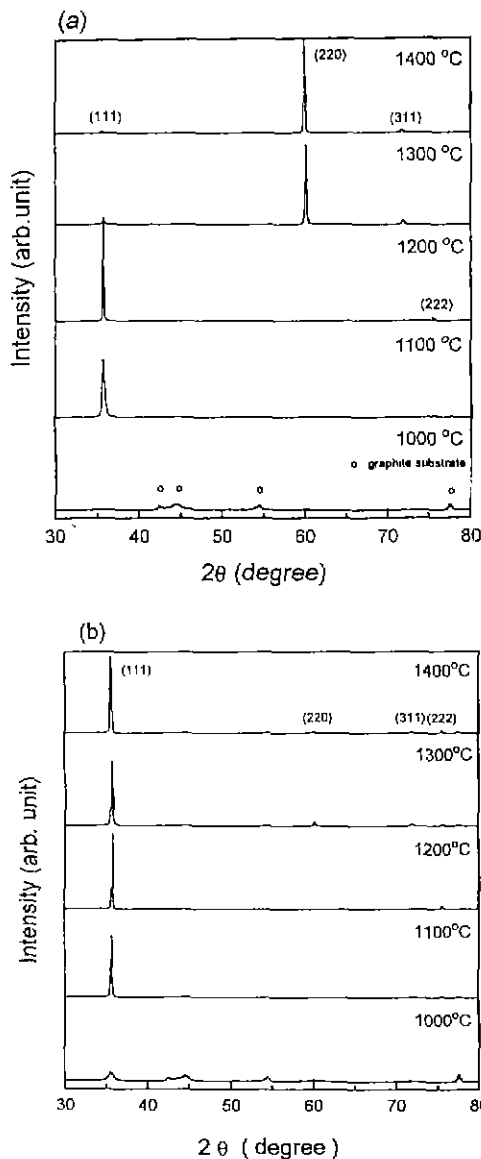 (a)
(220)
1400 °C
(111)
(311)
1300 °C
1200 °C
(222)
1100 °C
1000 °C
o graphite substrate
o o o o
Intensity (arb.unit)
30 40 50 60 70 80
2θ (degree)
(b)
(111)
1400°C
(220)
(311)(222)
1300°C
1200°C
1100°C
1000°C
Intensity (arb. unit)
30 40 50 60 70 80
2 θ ( degree )